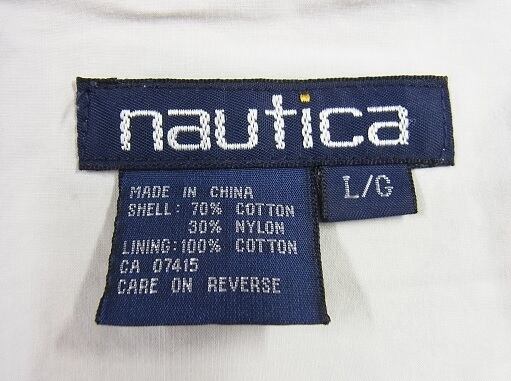 nautica
L/G
MADE IN CHINA
SHELL: 70% COTTON
30% NYLON
LINING:100% COTTON
CA 07415
CARE ON REVERSE